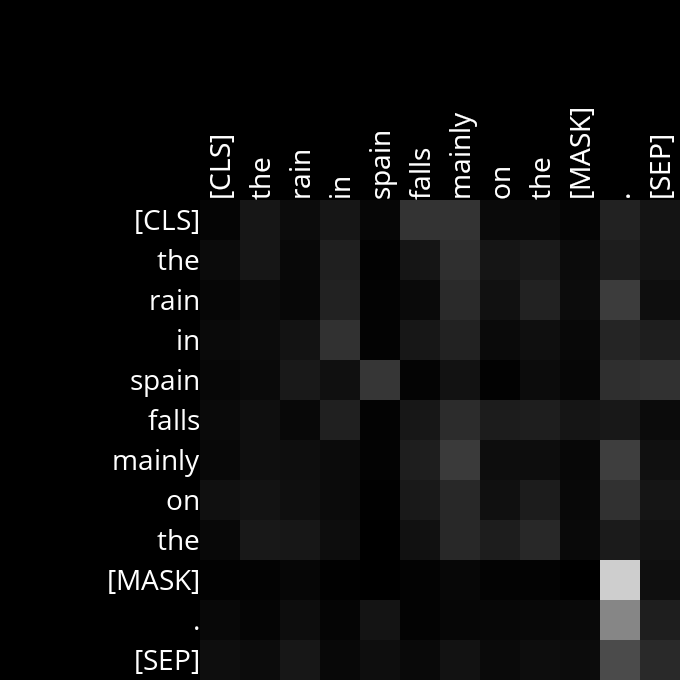 [CLS]
the
rain
in
spain
falls
mainly
on
the
[MASK]
.
[SEP]
[CLS]
the
rain
in
spain
falls
mainly
on
the
[MASK]
.
[SEP]